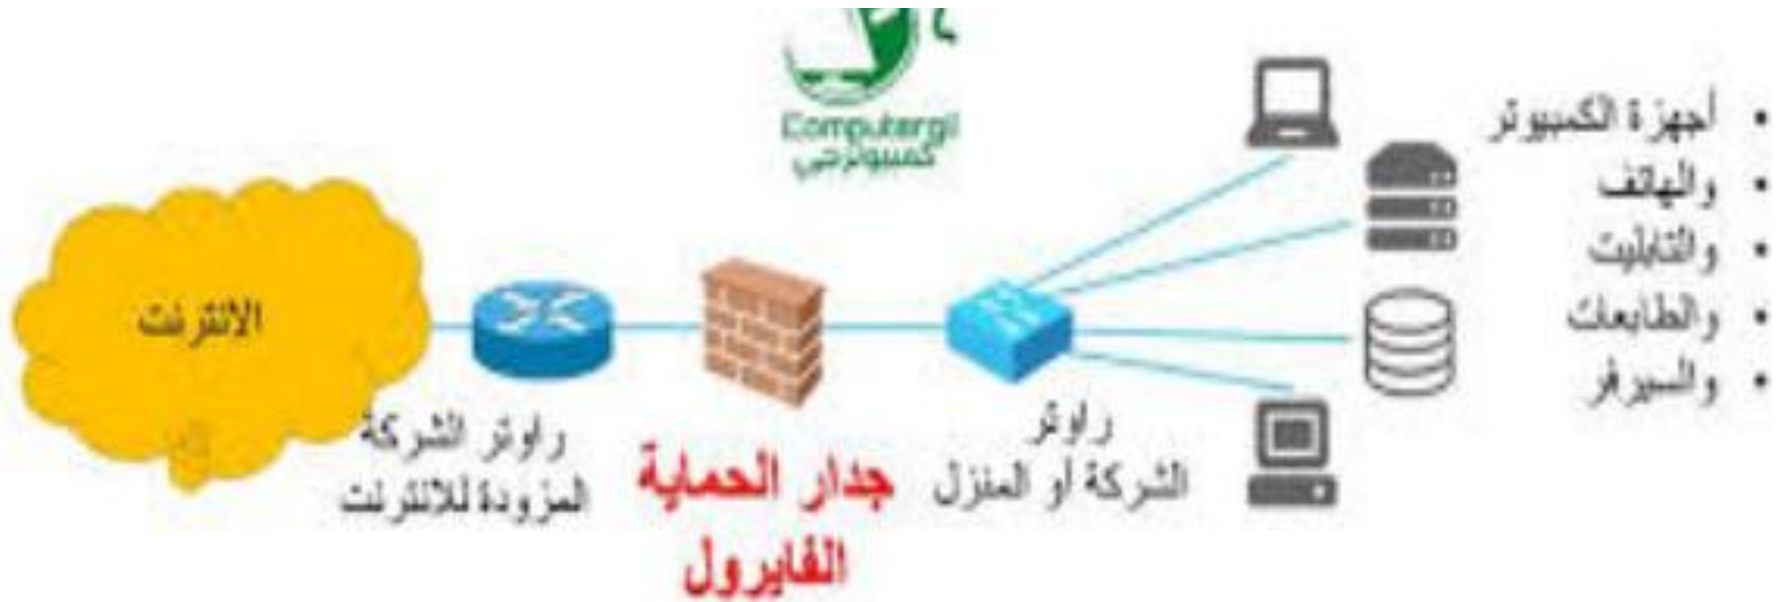 Computergi
كمبيوترجي
• أجهزة الكمبيوتر
• والهاتف
• والتابليت
• والطابعات
• والسيرفر
الانترنت
راوتر الشركة
المزودة للانترنت
جدار الحماية
الفايرول
راوتر
الشركة أو المنزل